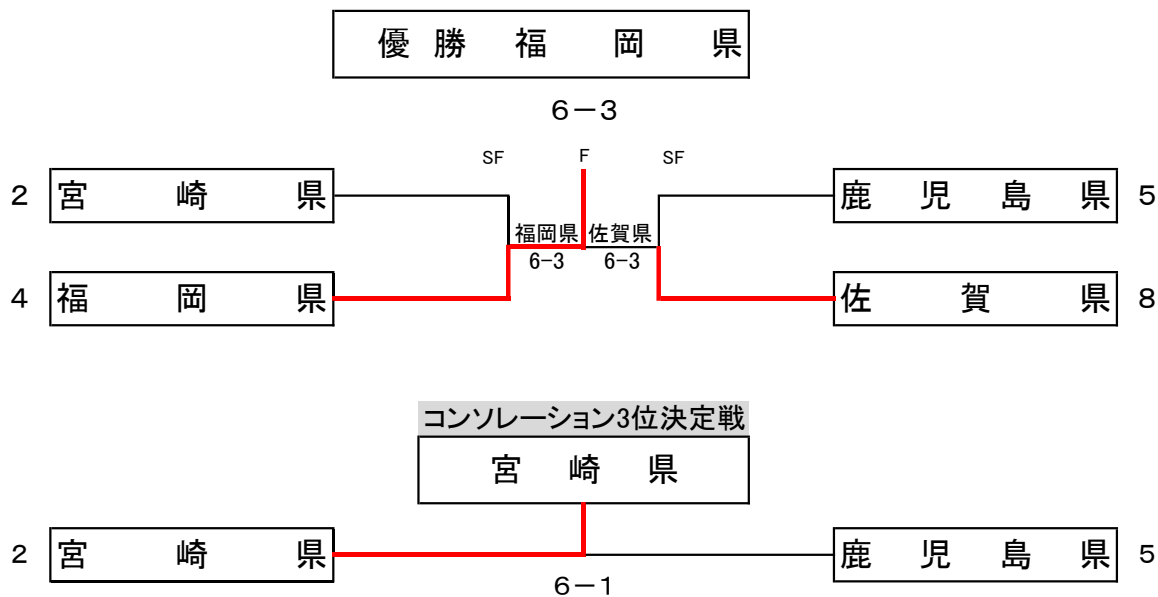 優勝福岡県
6－3
SF F SF
2 宮崎県 鹿児島県 5
福岡県 佐賀県
6-3 6-3
4 福岡県 佐賀県 8
コンソレーション3位決定戦
宮崎県
2 宮崎県 鹿児島県 5
6－1